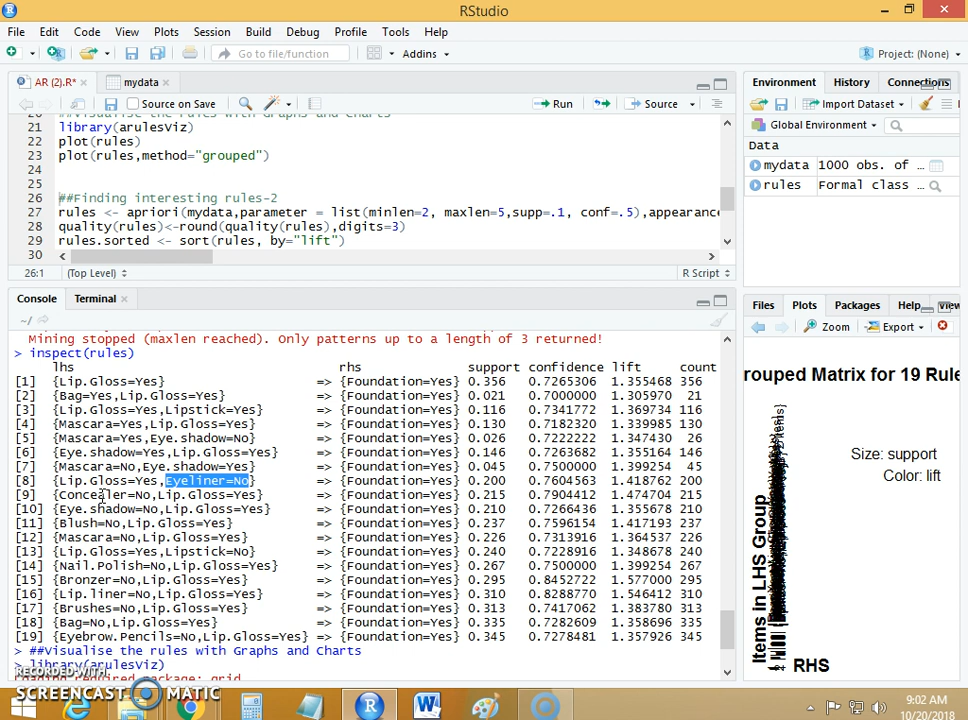 RStudio
File Edit Code View Plots Session Build Debug Profile Tools Help
Go to file/function Addins Project: (None)
AR (2).R* mydata
Source on Save Run Source
##Visualise the rules with Graphs and Charts
21 library(arulesViz)
22 plot(rules)
23 plot(rules,method="grouped")
24
25
26 ##Finding interesting rules-2
27 rules <- apriori(mydata,parameter = list(minlen=2, maxlen=5,supp=.1, conf=.5),appearance
28 quality(rules)<-round(quality(rules),digits=3)
29 rules.sorted <- sort(rules, by="lift")
30
26:1 (Top Level) R Script
Console Terminal
~/
Mining stopped (maxlen reached). Only patterns up to a length of 3 returned!
> inspect(rules)
lhs rhs support confidence lift count
[1] {Lip.Gloss=Yes} => {Foundation=Yes} 0.356 0.7265306 1.355468 356
[2] {Bag=Yes,Lip.Gloss=Yes} => {Foundation=Yes} 0.021 0.7000000 1.305970 21
[3] {Lip.Gloss=Yes,Lipstick=Yes} => {Foundation=Yes} 0.116 0.7341772 1.369734 116
[4] {Mascara=Yes,Lip.Gloss=Yes} => {Foundation=Yes} 0.130 0.7182320 1.339985 130
[5] {Mascara=Yes,Eye.shadow=No} => {Foundation=Yes} 0.026 0.7222222 1.347430 26
[6] {Eye.shadow=Yes,Lip.Gloss=Yes} => {Foundation=Yes} 0.146 0.7263682 1.355164 146
[7] {Mascara=No,Eye.shadow=Yes} => {Foundation=Yes} 0.045 0.7500000 1.399254 45
[8] {Lip.Gloss=Yes,Eyeliner=No} => {Foundation=Yes} 0.200 0.7604563 1.418762 200
[9] {Concealer=No,Lip.Gloss=Yes} => {Foundation=Yes} 0.215 0.7904412 1.474704 215
[10] {Eye.shadow=No,Lip.Gloss=Yes} => {Foundation=Yes} 0.210 0.7266436 1.355678 210
[11] {Blush=No,Lip.Gloss=Yes} => {Foundation=Yes} 0.237 0.7596154 1.417193 237
[12] {Mascara=No,Lip.Gloss=Yes} => {Foundation=Yes} 0.226 0.7313916 1.364537 226
[13] {Lip.Gloss=Yes,Lipstick=No} => {Foundation=Yes} 0.240 0.7228916 1.348678 240
[14] {Nail.Polish=No,Lip.Gloss=Yes} => {Foundation=Yes} 0.267 0.7500000 1.399254 267
[15] {Bronzer=No,Lip.Gloss=Yes} => {Foundation=Yes} 0.295 0.8452722 1.577000 295
[16] {Lip.liner=No,Lip.Gloss=Yes} => {Foundation=Yes} 0.310 0.8288770 1.546412 310
[17] {Brushes=No,Lip.Gloss=Yes} => {Foundation=Yes} 0.313 0.7417062 1.383780 313
[18] {Bag=No,Lip.Gloss=Yes} => {Foundation=Yes} 0.335 0.7282609 1.358696 335
[19] {Eyebrow.Pencils=No,Lip.Gloss=Yes} => {Foundation=Yes} 0.345 0.7278481 1.357926 345
> ##Visualise the rules with Graphs and Charts
> library(arulesViz)
Loading required package: grid
Environment History Connections
Import Dataset
Global Environment
Data
mydata 1000 obs. of …
rules Formal class …
Files Plots Packages Help View
Zoom Export
rouped Matrix for 19 Rule
Size: support
Color: lift
Items in LHS Group
RHS
RECORDED WITH
SCREENCAST MATIC
9:02 AM
10/20/2018